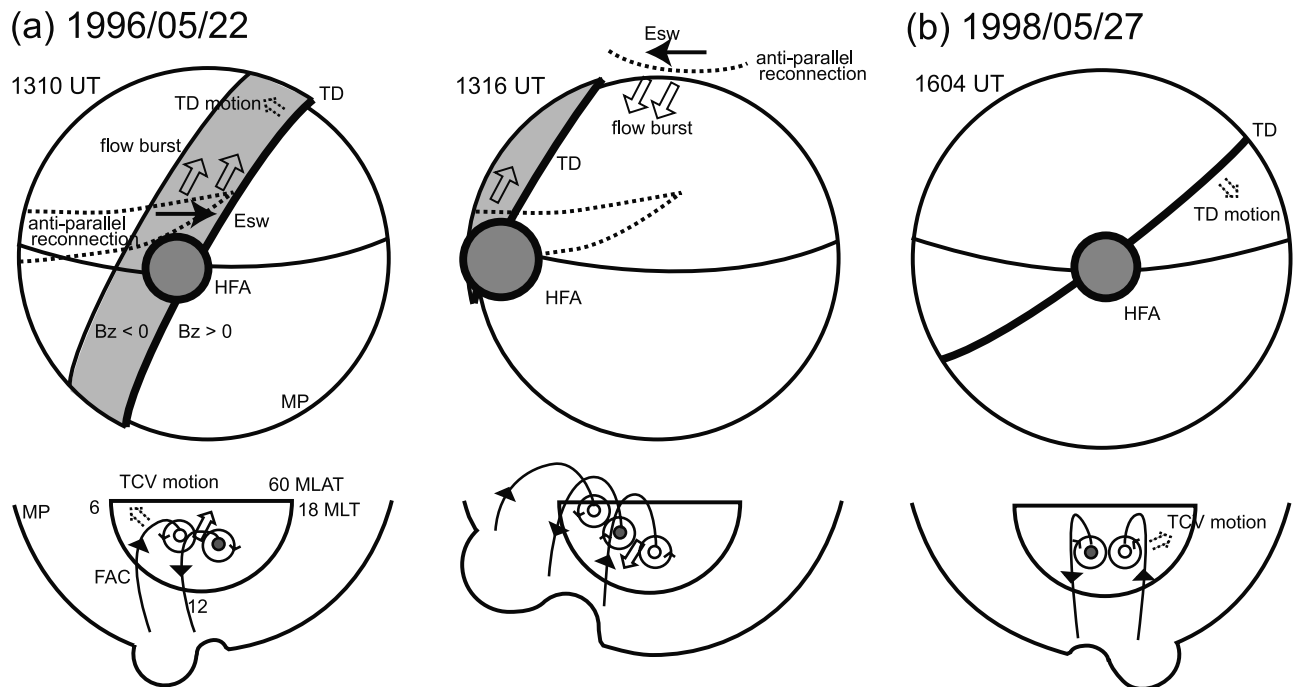 (a) 1996/05/22
(b) 1998/05/27
1310 UT
TD motion
TD
flow burst
Esw
anti-parallel
reconnection
HFA
Bz < 0
Bz > 0
MP
1316 UT
Esw
anti-parallel
reconnection
flow burst
TD
HFA
1604 UT
TD
TD motion
HFA
TCV motion
60 MLAT
MP
6
18 MLT
FAC
12
TCV motion